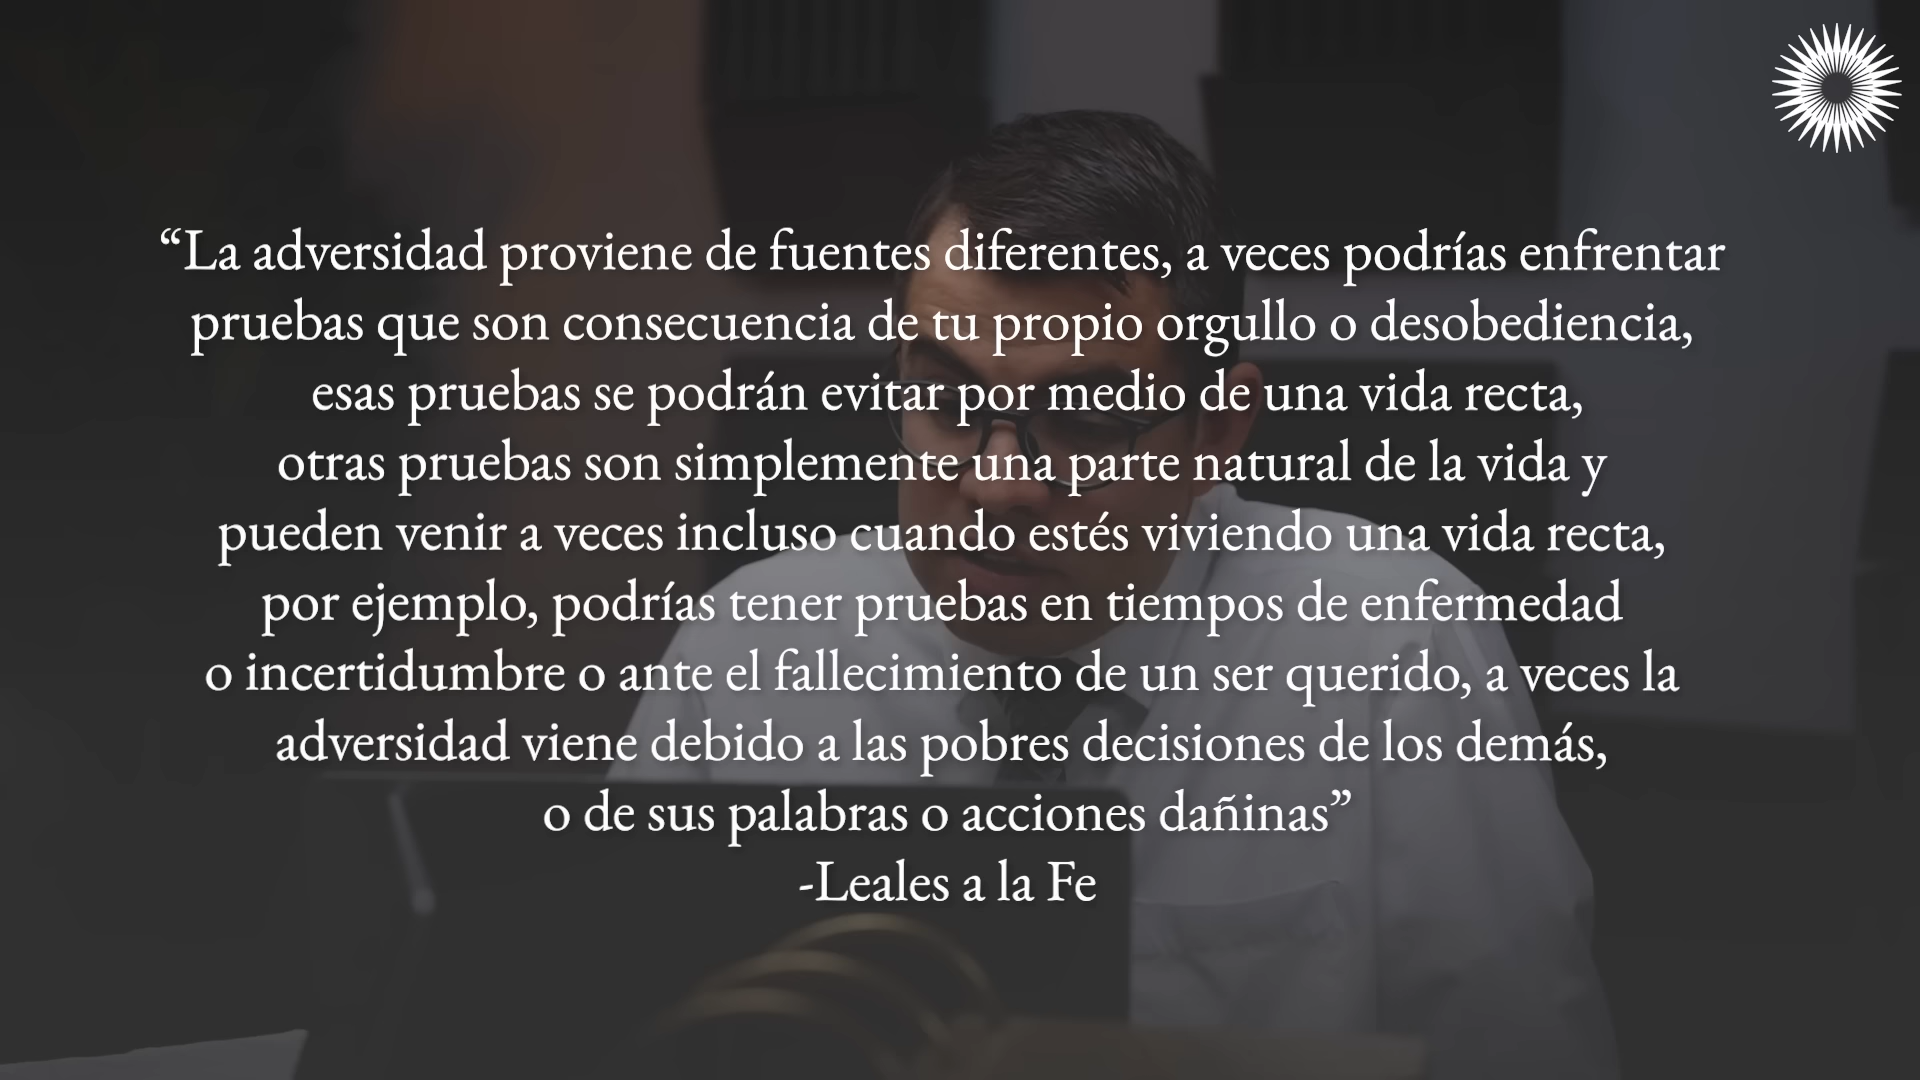 “La adversidad proviene de fuentes diferentes, a veces podrías enfrentar
pruebas que son consecuencia de tu propio orgullo o desobediencia,
esas pruebas se podrán evitar por medio de una vida recta,
otras pruebas son simplemente una parte natural de la vida y
pueden venir a veces incluso cuando estés viviendo una vida recta,
por ejemplo, podrías tener pruebas en tiempos de enfermedad
o incertidumbre o ante el fallecimiento de un ser querido, a veces la
adversidad viene debido a las pobres decisiones de los demás,
o de sus palabras o acciones dañinas”
-Leales a la Fe